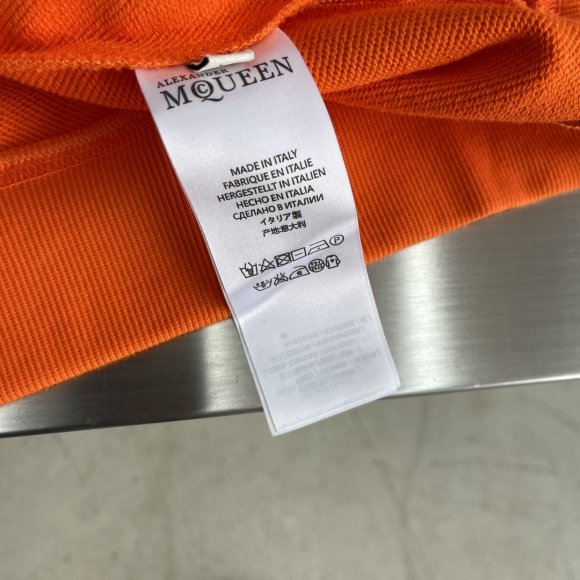 ALEXANDER
McQUEEN
MADE IN ITALY
FABRIQUE EN ITALIE
HERGESTELLT IN ITALIEN
HECHO EN ITALIA
СДЕЛАНО В ИТАЛИИ
イタリア製
产地意大利
P